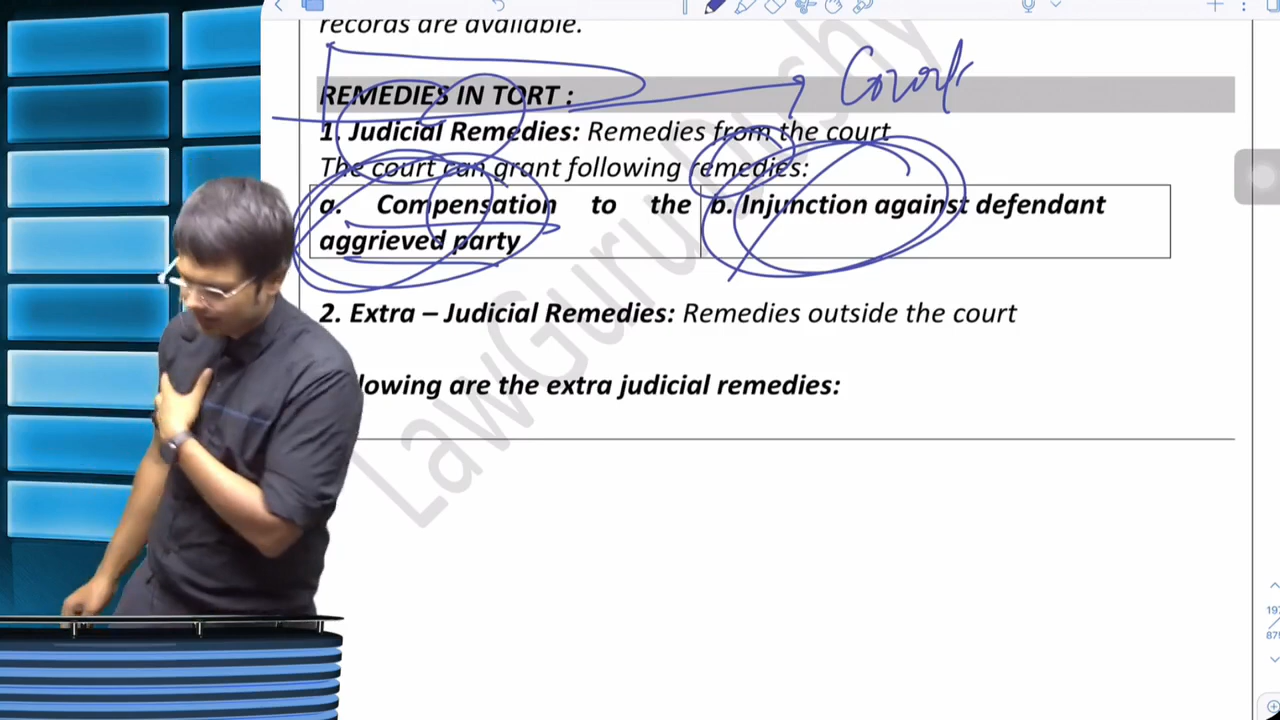 records are available.
Court
REMEDIES IN TORT :
1. Judicial Remedies: Remedies from the court
The court can grant following remedies:
a. Compensation to the aggrieved party
b. Injunction against defendant
2. Extra – Judicial Remedies: Remedies outside the court
lowing are the extra judicial remedies:
197
875